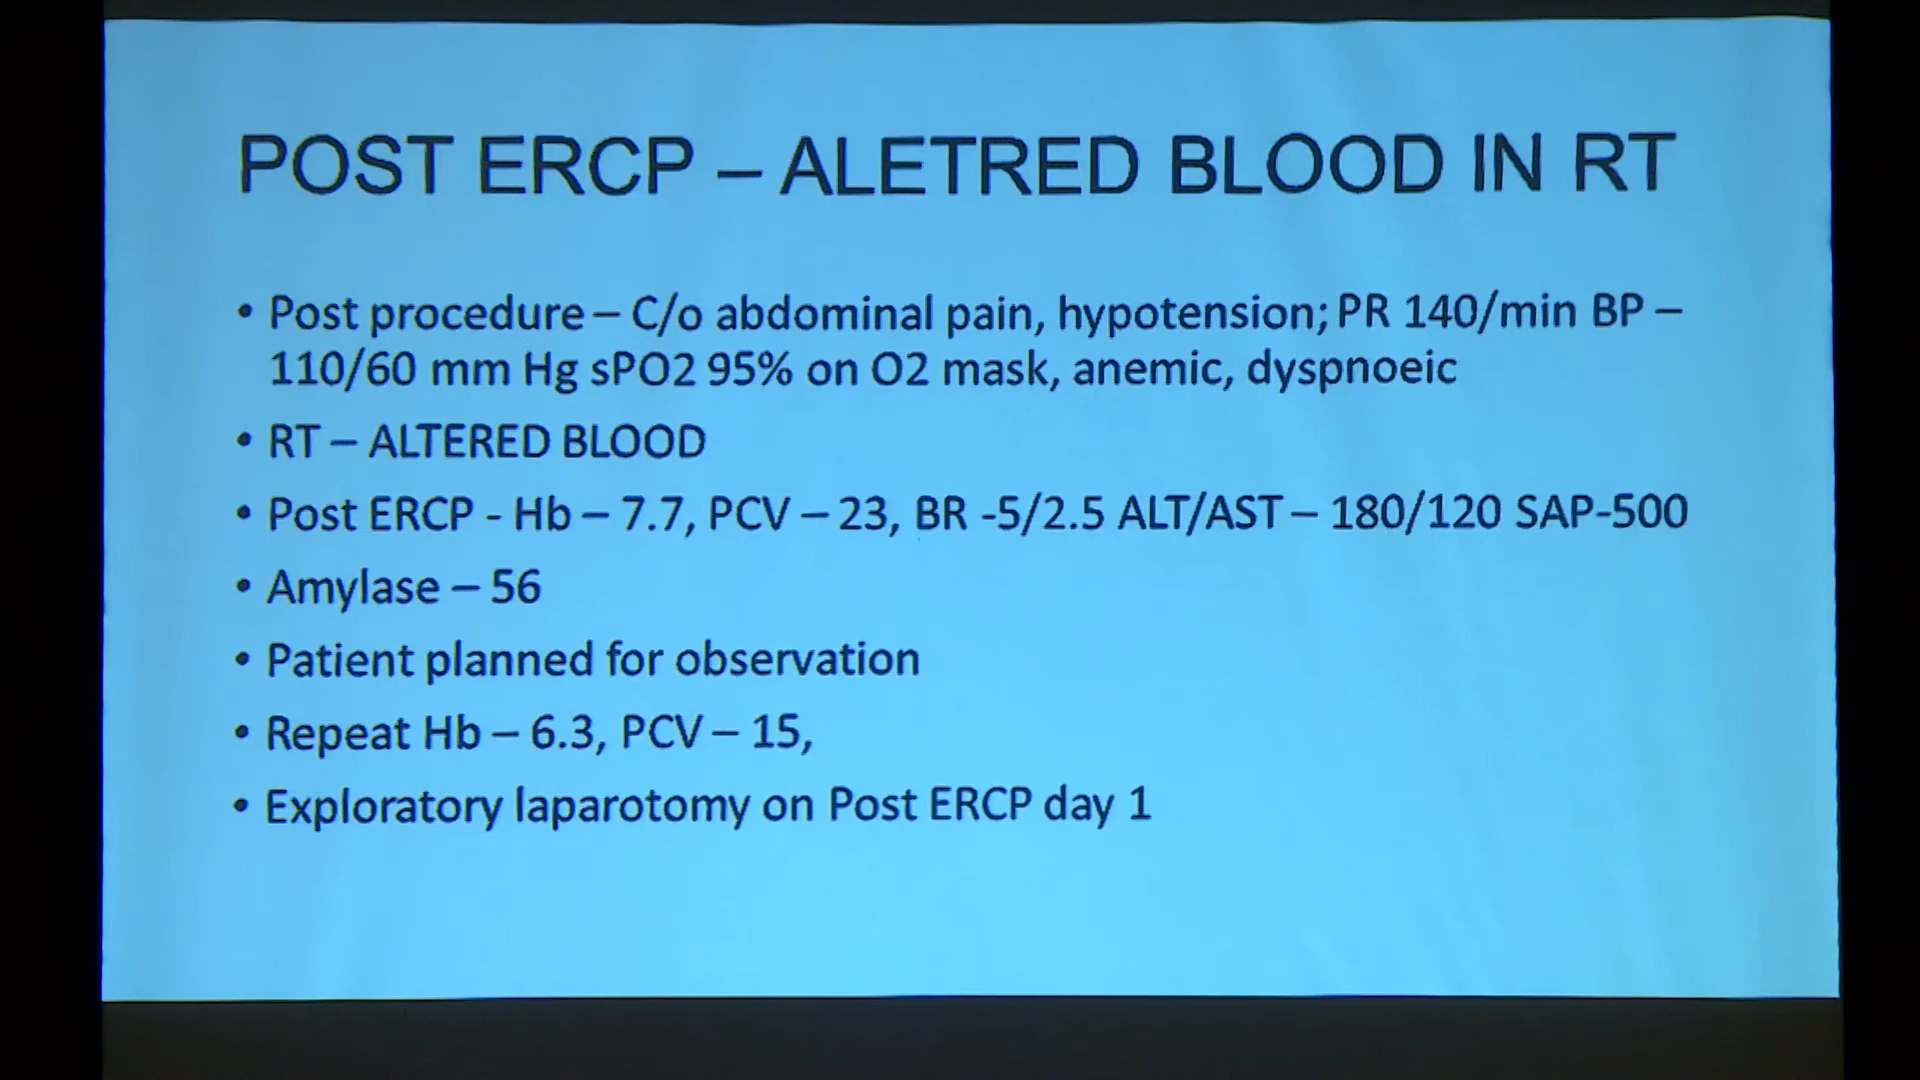 POST ERCP – ALETRED BLOOD IN RT
• Post procedure – C/o abdominal pain, hypotension; PR 140/min BP –
110/60 mm Hg sPO2 95% on O2 mask, anemic, dyspnoeic
• RT – ALTERED BLOOD
• Post ERCP - Hb – 7.7, PCV – 23, BR -5/2.5 ALT/AST – 180/120 SAP-500
• Amylase – 56
• Patient planned for observation
• Repeat Hb – 6.3, PCV – 15,
• Exploratory laparotomy on Post ERCP day 1